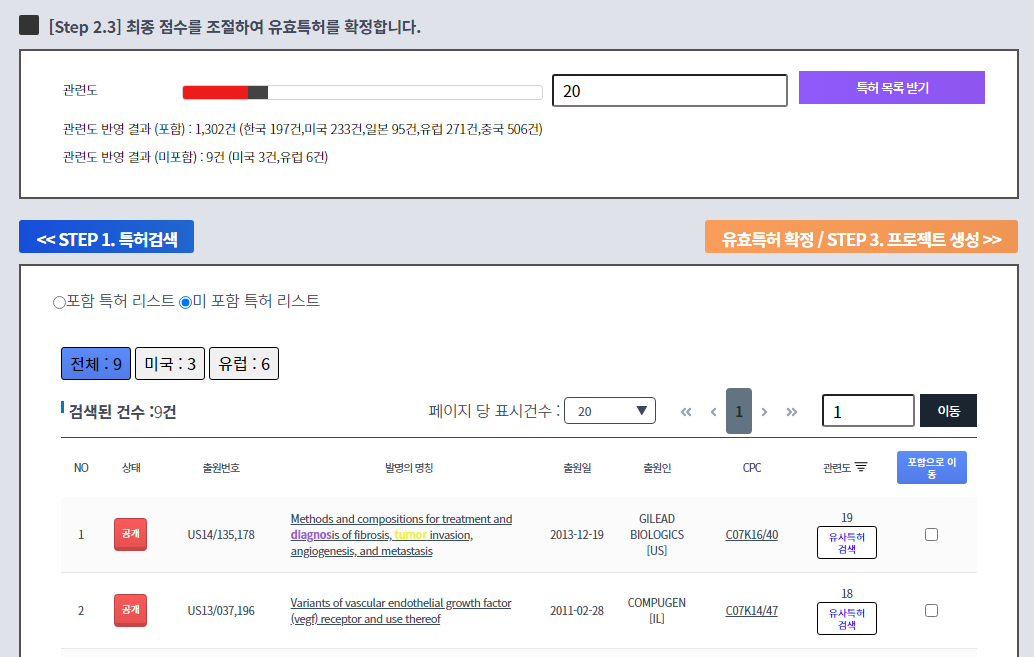 [Step 2.3] 최종 점수를 조절하여 유효특허를 확정합니다.
관련도
20
특허 목록 받기
관련도 반영 결과 (포함) : 1,302건 (한국 197건,미국 233건,일본 95건,유럽 271건,중국 506건)
관련도 반영 결과 (미포함) : 9건 (미국 3건,유럽 6건)
<< STEP 1. 특허검색
유효특허 확정 / STEP 3. 프로젝트 생성 >>
포함 특허 리스트 미 포함 특허 리스트
전체 : 9 미국 : 3 유럽 : 6
검색된 건수 :9건
페이지 당 표시건수 : 20 ▼ « ‹ 1 › » 1 이동
NO 상태 출원번호 발명의 명칭 출원일 출원인 CPC 관련도 포함으로 이
동
1 공개 US14/135,178
Methods and compositions for treatment and
diagnosis of fibrosis, tumor invasion,
angiogenesis, and metastasis
2013-12-19
GILEAD
BIOLOGICS
[US]
C07K16/40
19
유사특허
검색
2 공개 US13/037,196
Variants of vascular endothelial growth factor
(vegf) receptor and use thereof
2011-02-28
COMPUGEN
[IL]
C07K14/47
18
유사특허
검색